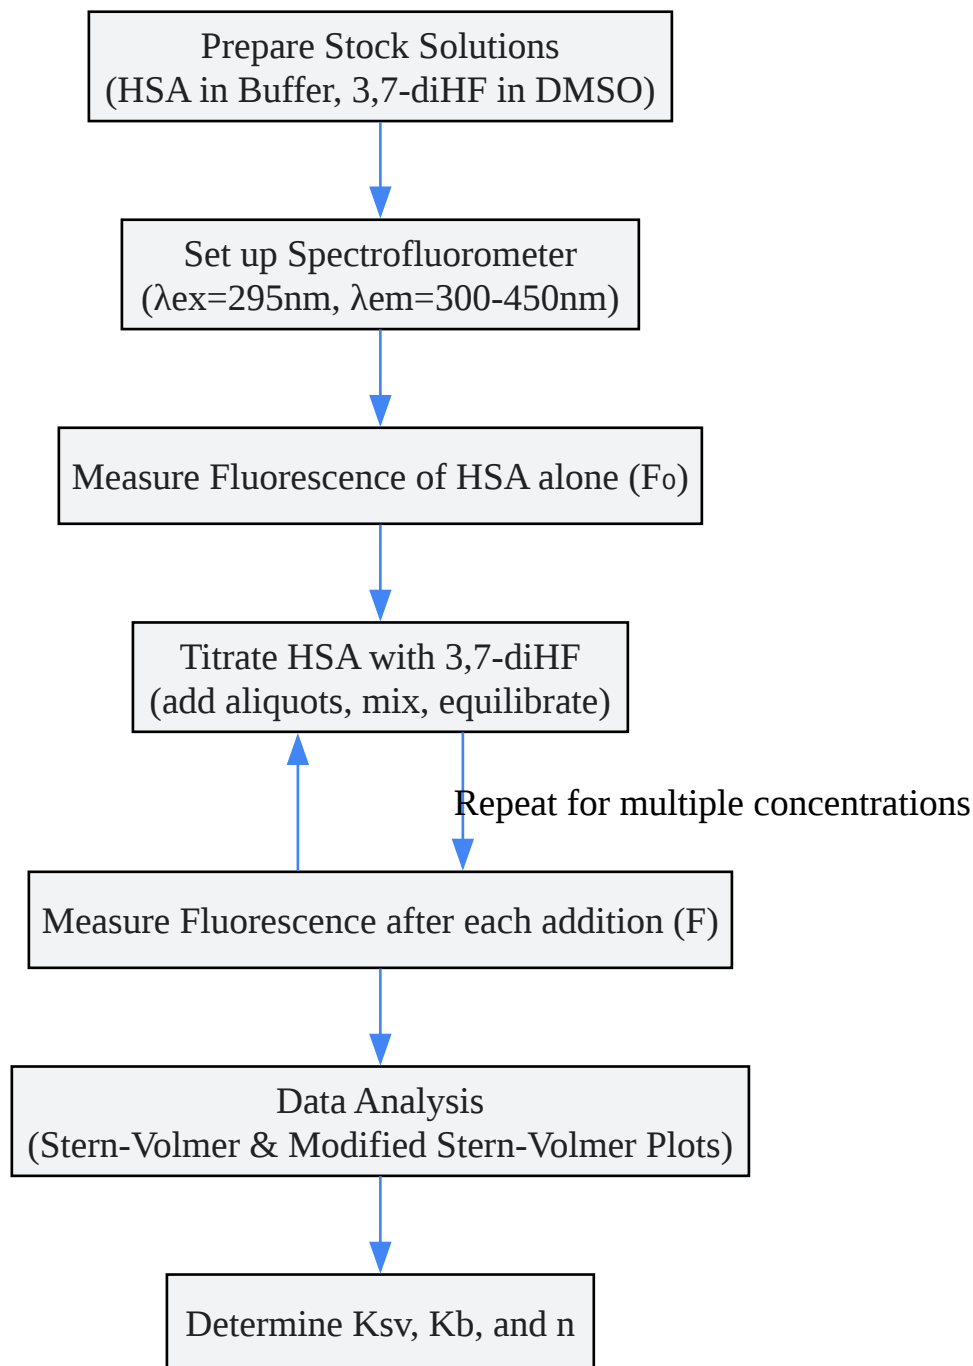 Prepare Stock Solutions
(HSA in Buffer, 3,7-diHF in DMSO)
Set up Spectrofluorometer
(λex=295nm, λem=300-450nm)
Measure Fluorescence of HSA alone (F₀)
Titrate HSA with 3,7-diHF
(add aliquots, mix, equilibrate)
Repeat for multiple concentrations
Measure Fluorescence after each addition (F)
Data Analysis
(Stern-Volmer & Modified Stern-Volmer Plots)
Determine Ksv, Kb, and n